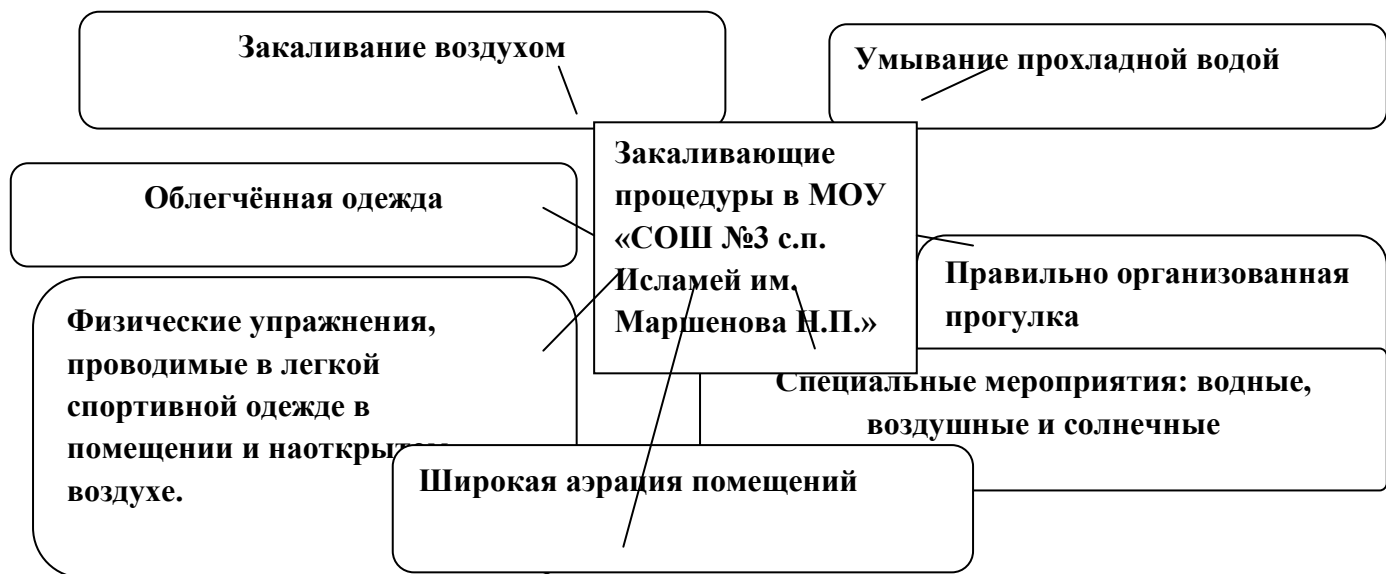 Закаливание воздухом
Умывание прохладной водой
Закаливающие
процедуры в МОУ
«СОШ №3 с.п.
Исламей им.
Маршенова Н.П.»
Облегчённая одежда
Правильно организованная
прогулка
Физические упражнения,
проводимые в легкой
спортивной одежде в
помещении и наоткрытом
воздухе.
Специальные мероприятия: водные,
воздушные и солнечные
Широкая аэрация помещений